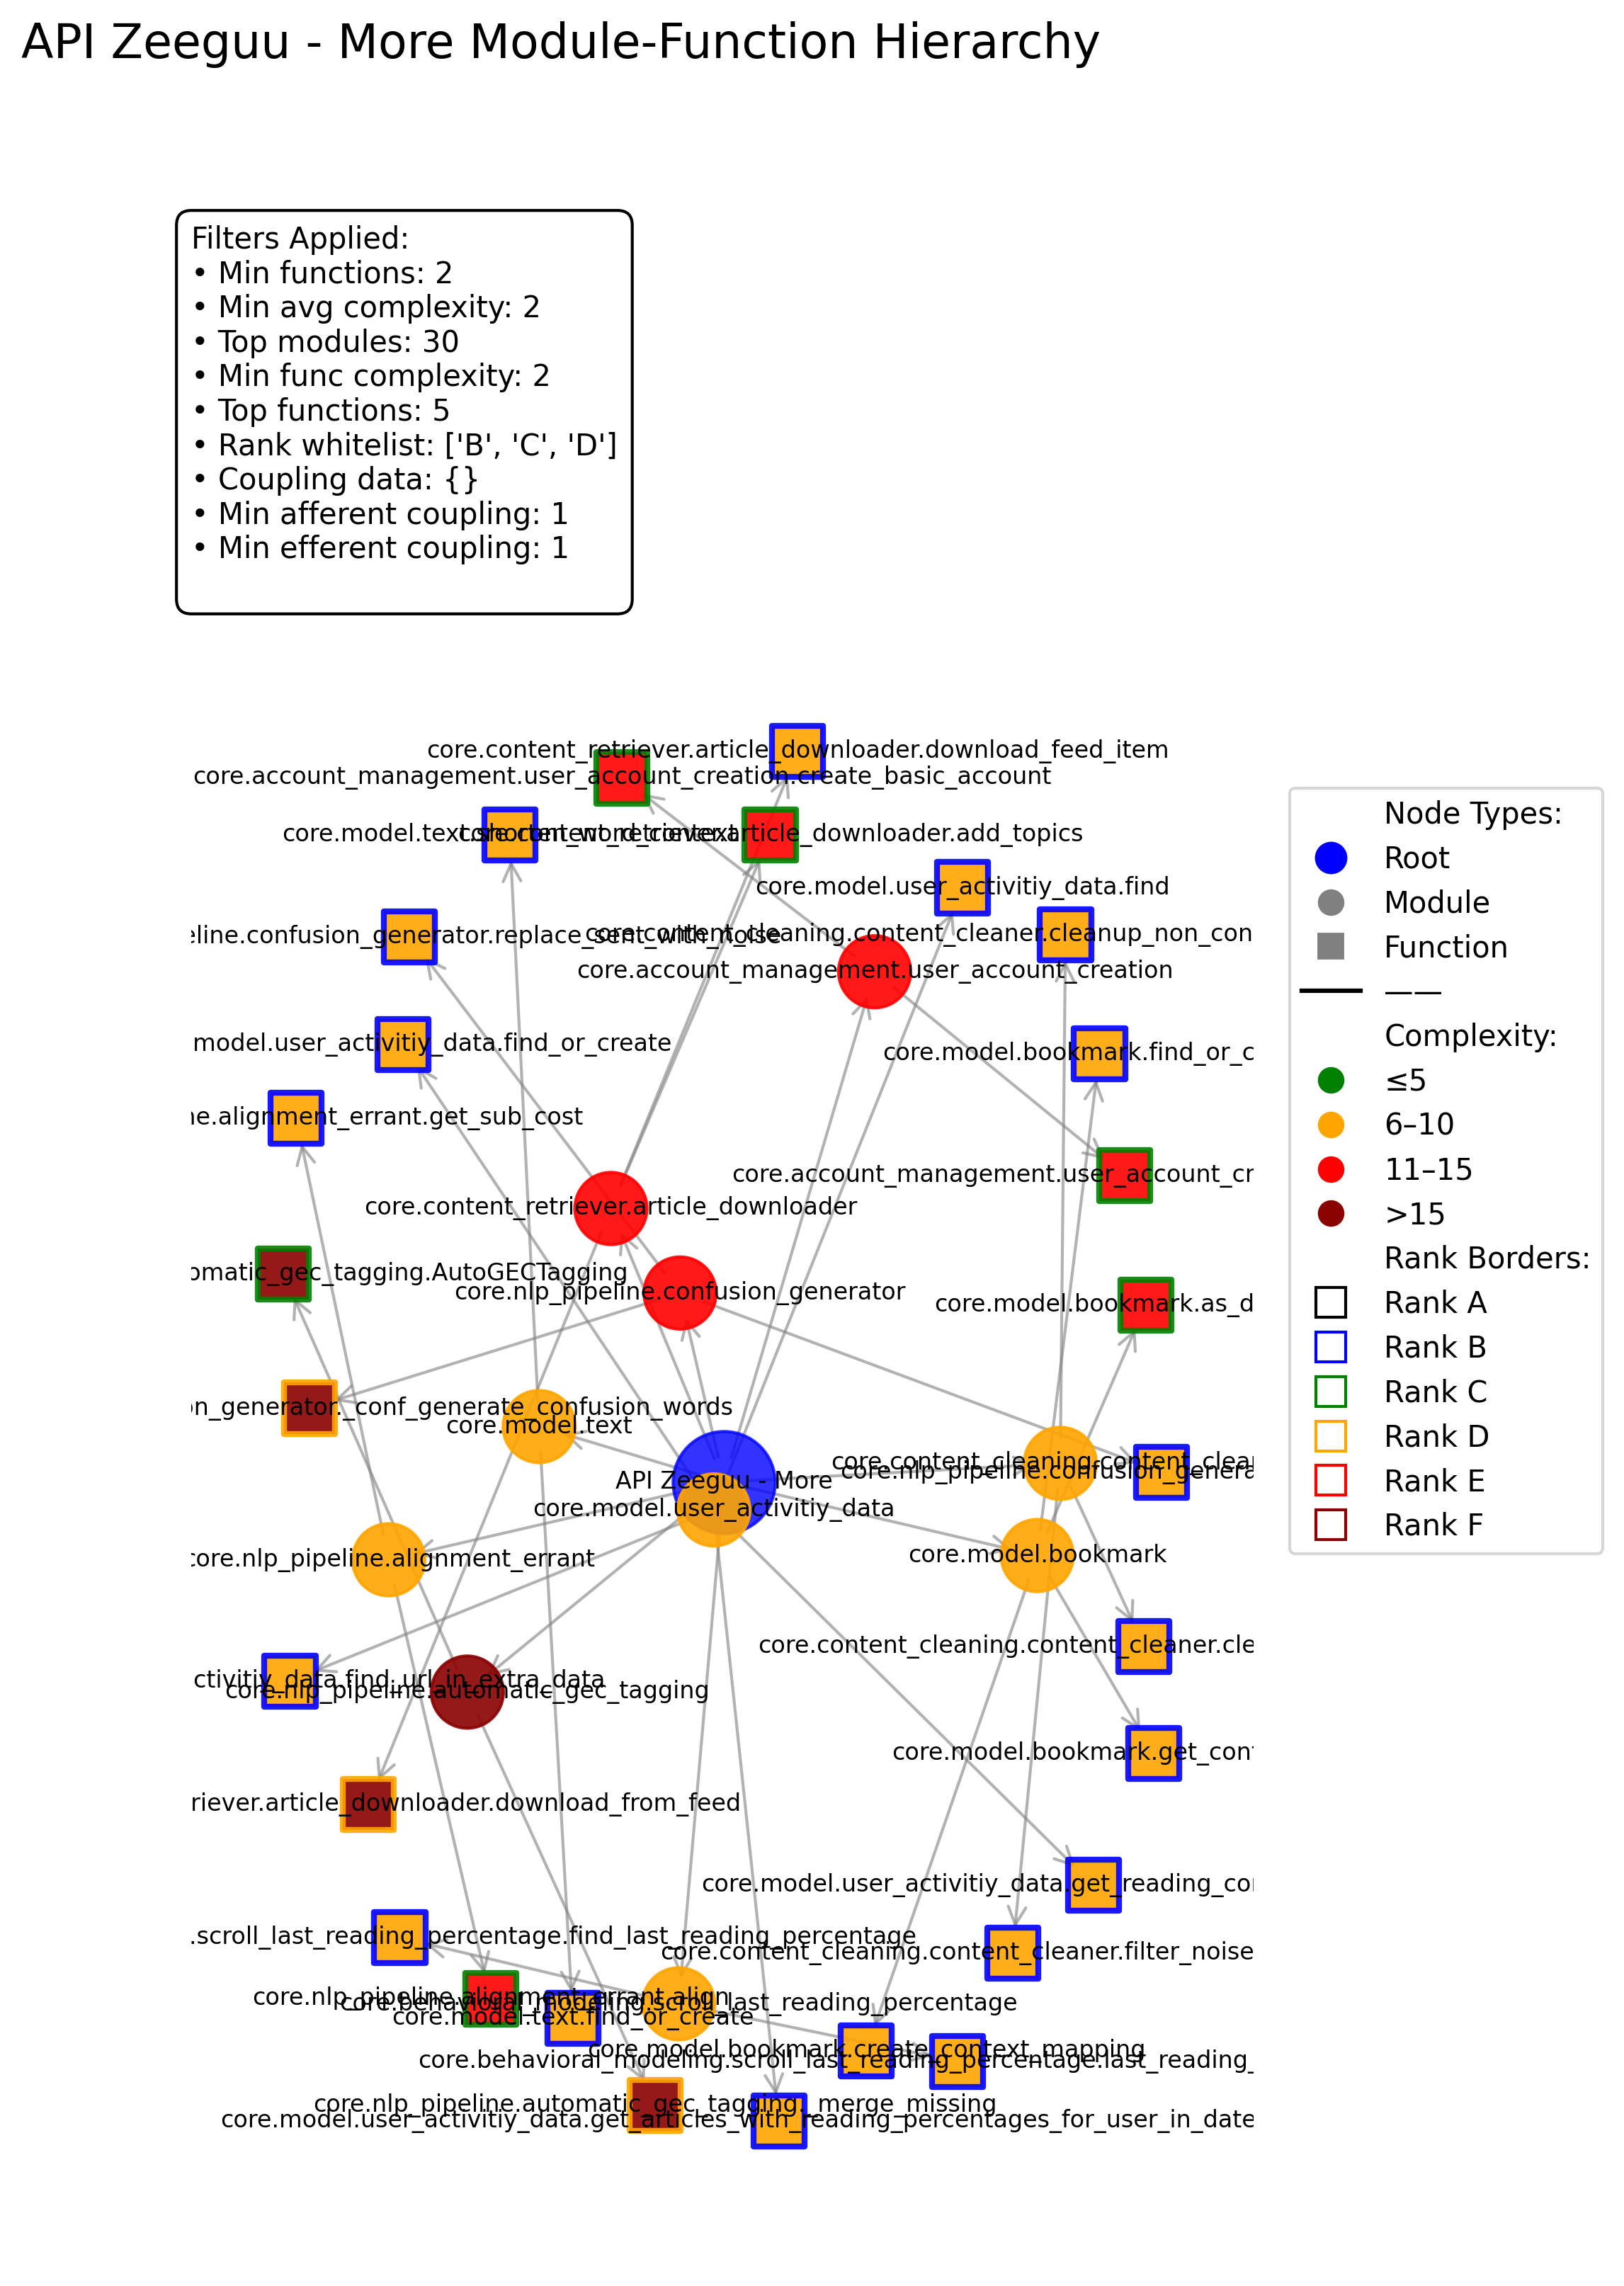 API Zeeguu - More Module-Function Hierarchy
Filters Applied:
• Min functions: 2
• Min avg complexity: 2
• Top modules: 30
• Min func complexity: 2
• Top functions: 5
• Rank whitelist: ['B', 'C', 'D']
• Coupling data: {}
• Min afferent coupling: 1
• Min efferent coupling: 1
core.content_retriever.article_downloader.download_feed_item
core.account_management.user_account_creation.create_basic_account
core.model.text.shorten_word_context
core.content_retriever.article_downloader.add_topics
core.model.user_activitiy_data.find
eline.confusion_generator.replace_sent_with_noise
core.content_cleaning.content_cleaner.cleanup_non_con
core.account_management.user_account_creation
model.user_activitiy_data.find_or_create
core.model.bookmark.find_or_c
ne.alignment_errant.get_sub_cost
core.account_management.user_account_cr
core.content_retriever.article_downloader
omatic_gec_tagging.AutoGECTagging
core.nlp_pipeline.confusion_generator
core.model.bookmark.as_d
on_generator._conf_generate_confusion_words
core.model.text
core.content_cleaning.content_clea
core.nlp_pipeline.confusion_genera
API Zeeguu - More
core.model.user_activitiy_data
core.nlp_pipeline.alignment_errant
core.model.bookmark
core.content_cleaning.content_cleaner.cle
ctivitiy_data.find_url_in_extra_data
core.nlp_pipeline.automatic_gec_tagging
core.model.bookmark.get_con
riever.article_downloader.download_from_feed
core.model.user_activitiy_data.get_reading_co
.scroll_last_reading_percentage.find_last_reading_percentage
core.content_cleaning.content_cleaner.filter_noise
core.nlp_pipeline.alignment_errant.align
core.behavioral_modeling.scroll_last_reading_percentage
core.model.text.find_or_create
core.model.bookmark.create_context_mapping
core.behavioral_modeling.scroll_last_reading_percentage.last_reading_
core.nlp_pipeline.automatic_gec_tagging._merge_missing
core.model.user_activitiy_data.get_articles_with_reading_percentages_for_user_in_date
Node Types:
Root
Module
Function
——
Complexity:
≤5
6–10
11–15
>15
Rank Borders:
Rank A
Rank B
Rank C
Rank D
Rank E
Rank F